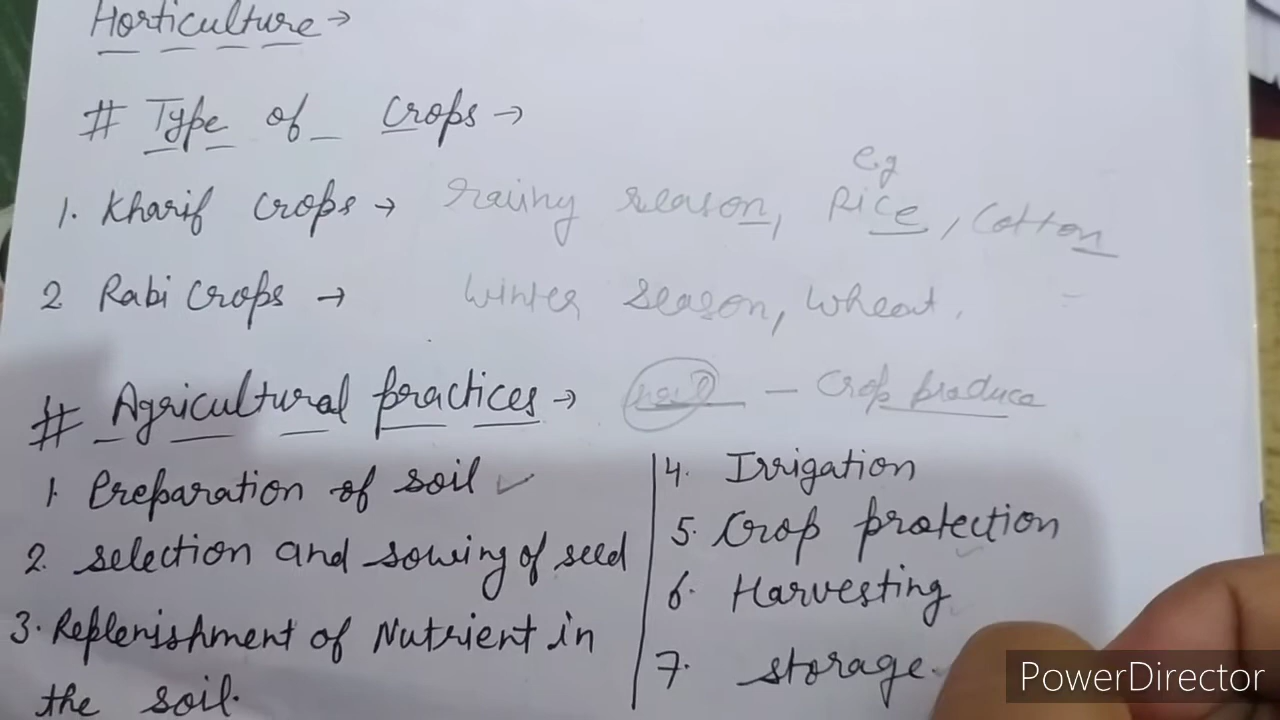 Horticulture →
# Type of Crops →
e.g
1. Kharif crops → rainy season, Rice, Cotton
2 Rabi Crops → winter season, wheat.
# Agricultural practices → — Crop produce
1. Preparation of soil ✓
2. selection and sowing of seed
3. Replenishment of Nutrient in
the soil.
4. Irrigation
5. Crop protection
6. Harvesting
7. storage.
PowerDirector